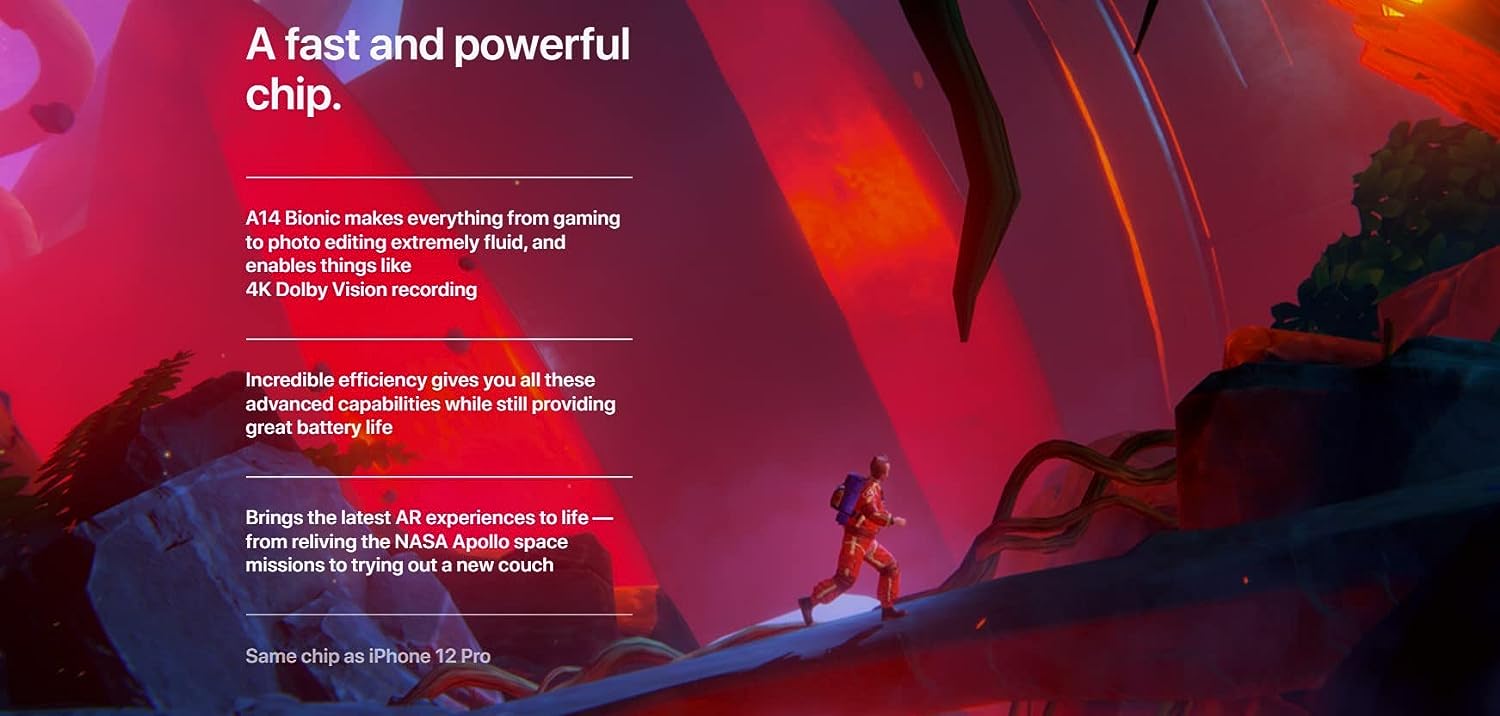 A fast and powerful
chip.
A14 Bionic makes everything from gaming
to photo editing extremely fluid, and
enables things like
4K Dolby Vision recording
Incredible efficiency gives you all these
advanced capabilities while still providing
great battery life
Brings the latest AR experiences to life —
from reliving the NASA Apollo space
missions to trying out a new couch
Same chip as iPhone 12 Pro